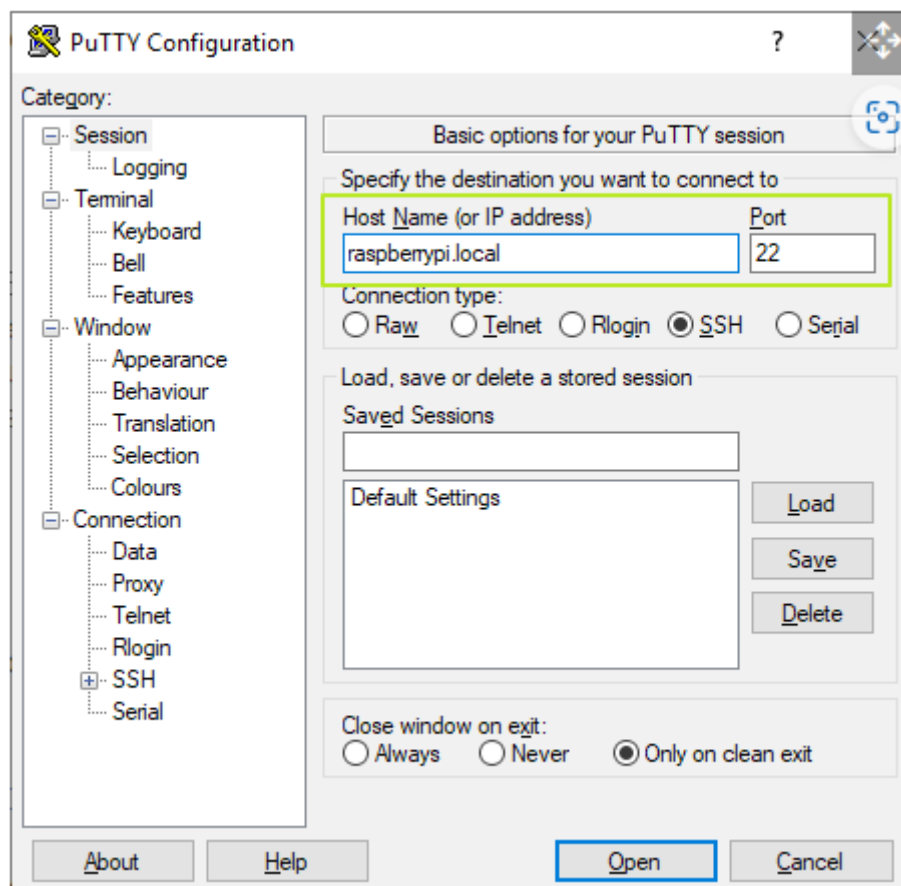 PuTTY Configuration
?
Category:
Session
Logging
Terminal
Keyboard
Bell
Features
Window
Appearance
Behaviour
Translation
Selection
Colours
Connection
Data
Proxy
Telnet
Rlogin
SSH
Serial
Basic options for your PuTTY session
Specify the destination you want to connect to
Host Name (or IP address) Port
raspberrypi.local 22
Connection type:
Raw Telnet Rlogin SSH Serial
Load, save or delete a stored session
Saved Sessions
Default Settings
Load
Save
Delete
Close window on exit:
Always Never Only on clean exit
About Help Open Cancel